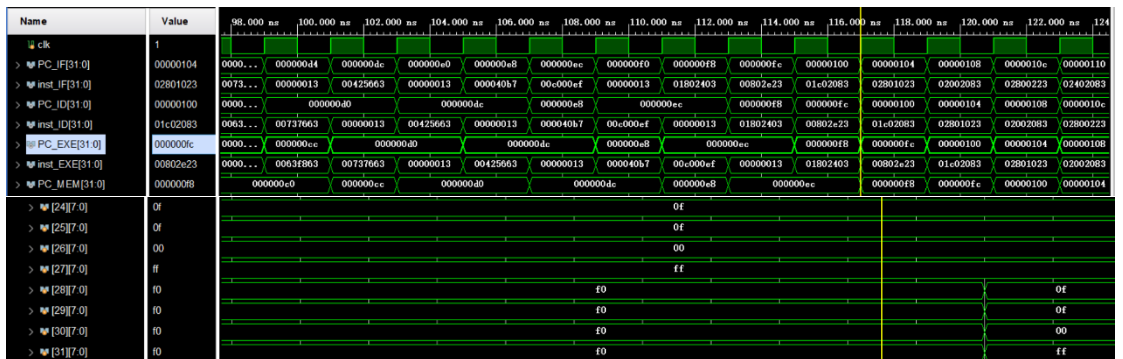 Name Value 98.000 ns 100.000 ns 102.000 ns 104.000 ns 106.000 ns 108.000 ns 110.000 ns 112.000 ns 114.000 ns 116.000 ns 118.000 ns 120.000 ns 122.000 ns 124
clk 1
PC_IF[31:0] 00000104 0000... 000000d4 000000dc 000000e0 000000e8 000000ec 000000f0 000000f8 000000fc 00000100 00000104 00000108 0000010c 00000110
inst_IF[31:0] 02801023 0073... 00000013 00425663 00000013 000040b7 00c000ef 00000013 01802403 00802e23 01c02083 02801023 02002083 02800223 02402083
PC_ID[31:0] 00000100 0000... 000000d0 000000dc 000000e8 000000ec 000000f8 000000fc 00000100 00000104 00000108 0000010c
inst_ID[31:0] 01c02083 0063... 00737663 00000013 00425663 00000013 000040b7 00c000ef 00000013 01802403 00802e23 01c02083 02801023 02002083 02800223
PC_EXE[31:0] 000000fc 0000... 000000cc 000000d0 000000dc 000000e8 000000ec 000000f8 000000fc 00000100 00000104 00000108
inst_EXE[31:0] 00802e23 0000... 0063f863 00737663 00000013 00425663 00000013 000040b7 00c000ef 00000013 01802403 00802e23 01c02083 02801023 02002083
PC_MEM[31:0] 000000f8 000000c0 000000cc 000000d0 000000dc 000000e8 000000ec 000000f8 000000fc 00000100 00000104
[24][7:0] 0f 0f
[25][7:0] 0f 0f
[26][7:0] 00 00
[27][7:0] ff ff
[28][7:0] f0 f0 0f
[29][7:0] f0 f0 0f
[30][7:0] f0 f0 00
[31][7:0] f0 f0 ff